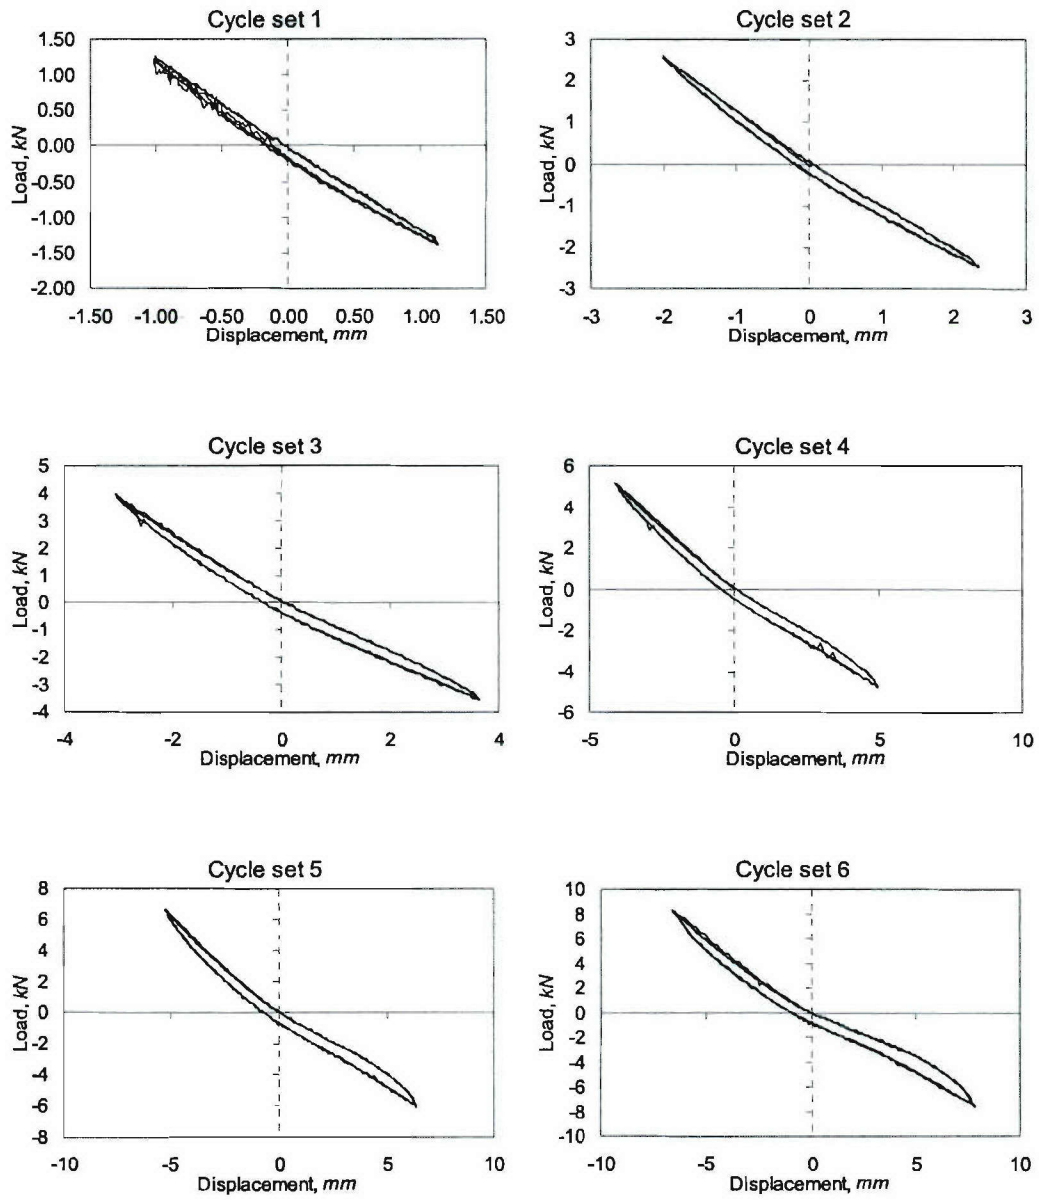 Cycle set 1
1.50
1.00
0.50
0.00
-0.50
-1.00
-1.50
-2.00
Load, kN
-1.50 -1.00 -0.50 0.00 0.50 1.00 1.50
Displacement, mm
Cycle set 2
3
2
1
0
-1
-2
-3
Load, kN
-3 -2 -1 0 1 2 3
Displacement, mm
Cycle set 3
5
4
3
2
1
0
-1
-2
-3
-4
Load, kN
-4 -2 0 2 4
Displacement, mm
Cycle set 4
6
4
2
0
-2
-4
-6
Load, kN
-5 0 5 10
Displacement, mm
Cycle set 5
8
6
4
2
0
-2
-4
-6
-8
Load, kN
-10 -5 0 5 10
Displacement, mm
Cycle set 6
10
8
6
4
2
0
-2
-4
-6
-8
-10
Load, kN
-10 -5 0 5 10
Displacement, mm